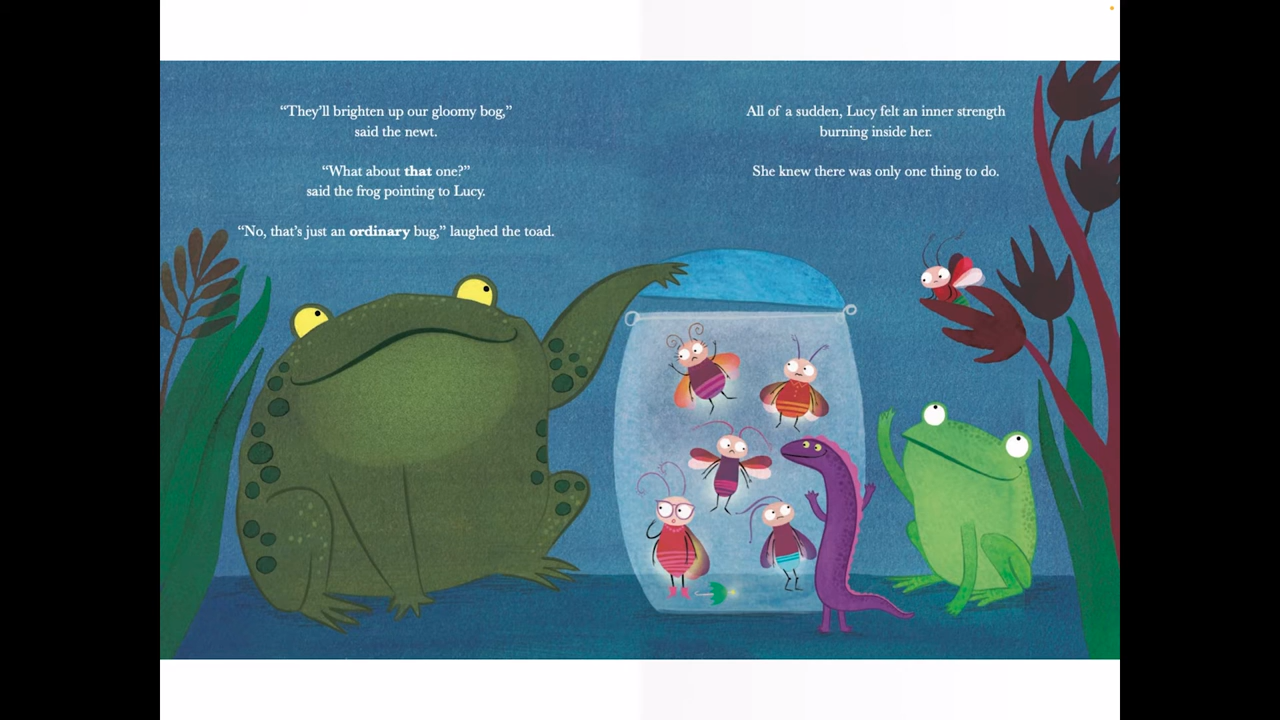 “They’ll brighten up our gloomy bog,”
said the newt.
“What about that one?”
said the frog pointing to Lucy.
“No, that’s just an ordinary bug,” laughed the toad.
All of a sudden, Lucy felt an inner strength
burning inside her.
She knew there was only one thing to do.